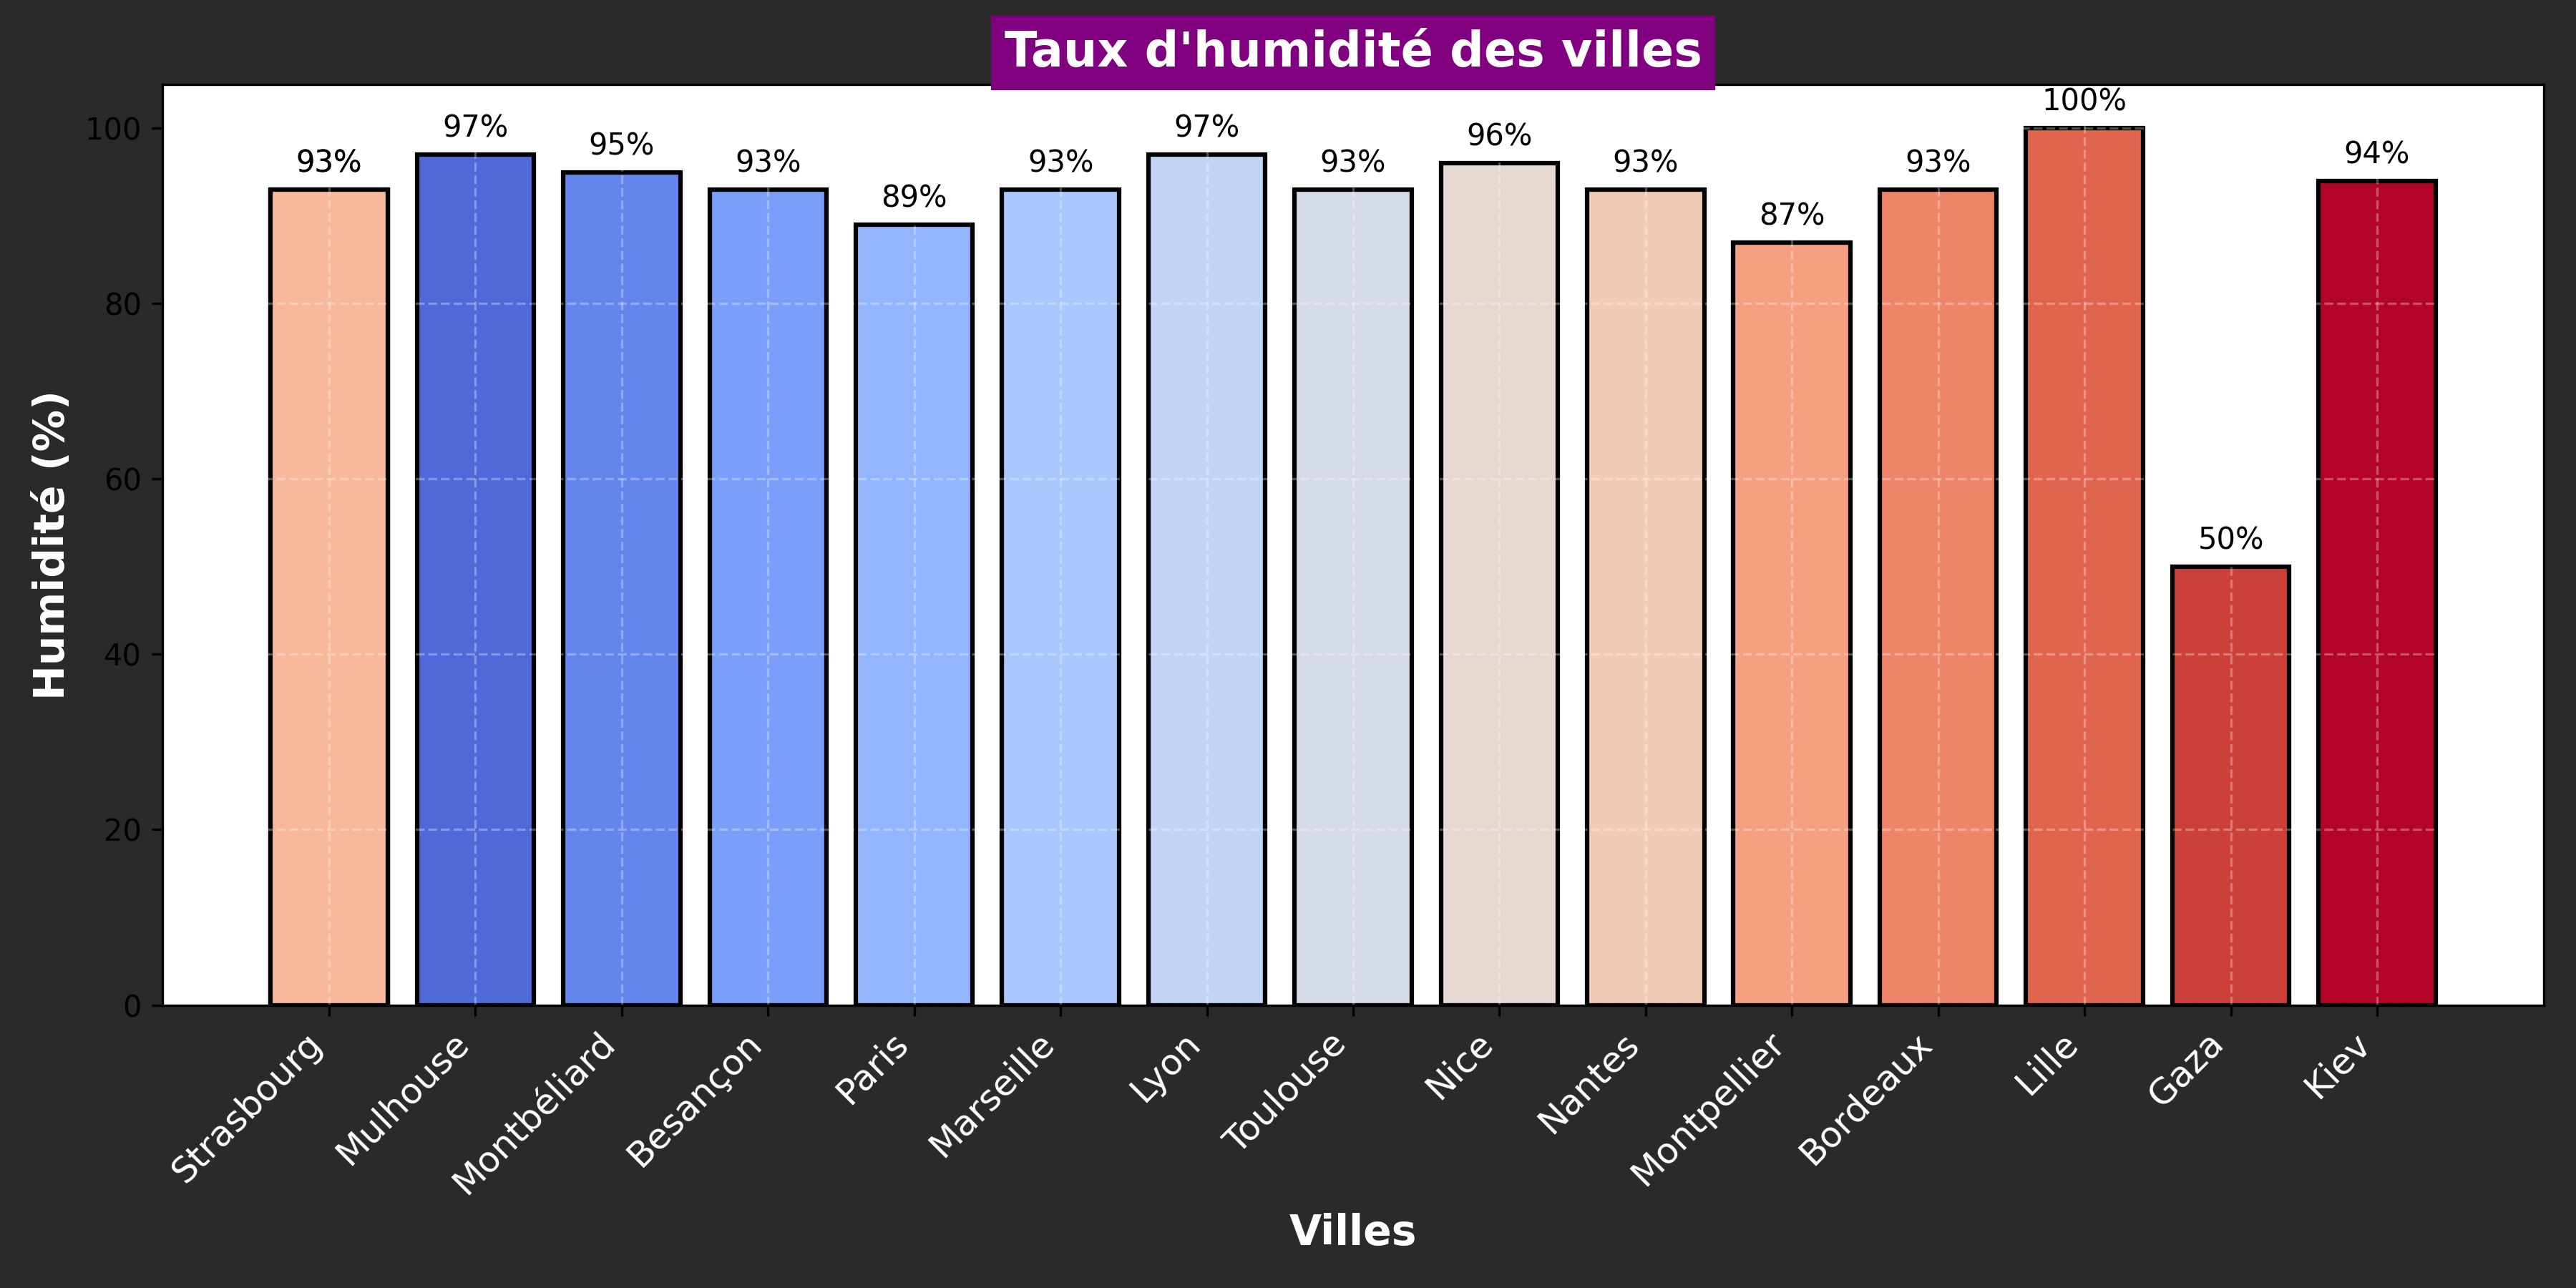 Taux d'humidité des villes
Humidité (%)
100
80
60
40
20
0
93%
97%
95%
93%
89%
93%
97%
93%
96%
93%
87%
93%
100%
50%
94%
Strasbourg
Mulhouse
Montbéliard
Besançon
Paris
Marseille
Lyon
Toulouse
Nice
Nantes
Montpellier
Bordeaux
Lille
Gaza
Kiev
Villes